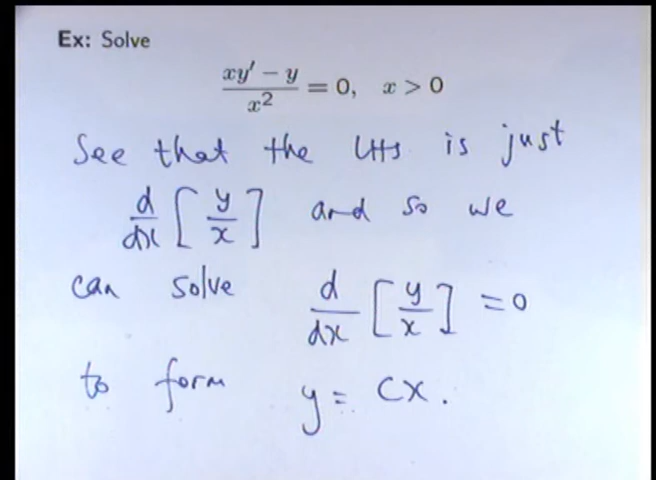 Ex: Solve
xy′ − y / x² = 0, x > 0
See that the LHS is just
d/dx [y/x] and so we
can solve d/dx [y/x] = 0
to form y = Cx.